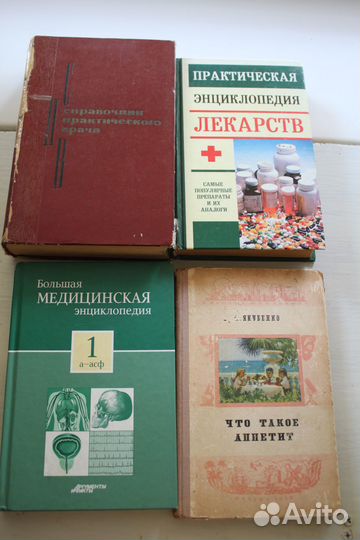 справочник
практического
врача
ПРАКТИЧЕСКАЯ
ЭНЦИКЛОПЕДИЯ
ЛЕКАРСТВ
САМЫЕ
ПОПУЛЯРНЫЕ
ПРЕПАРАТЫ
И ИХ
АНАЛОГИ
Большая
МЕДИЦИНСКАЯ
энциклопедия
1
а–асф
АРГУМЕНТЫ
И ФАКТЫ
ЯНЧЕНКО
ЧТО ТАКОЕ
АППЕТИТ
Avito